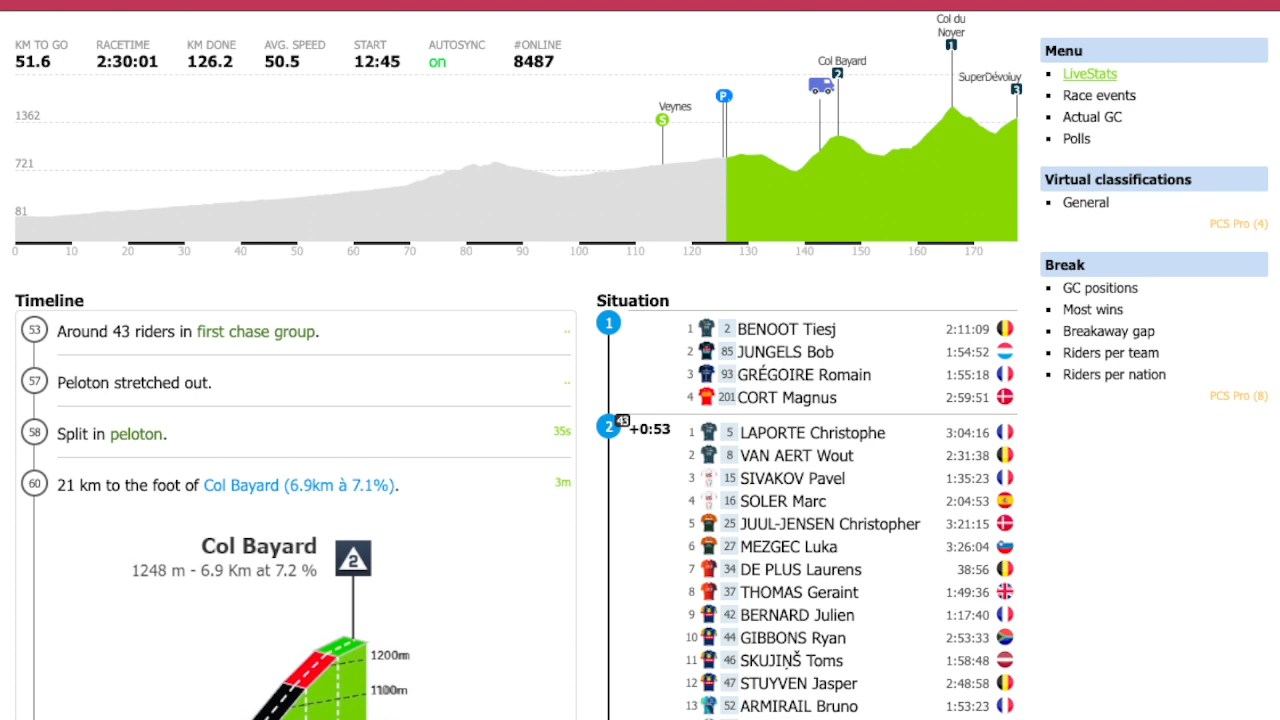 KM TO GO RACETIME KM DONE AVG. SPEED START AUTOSYNC #ONLINE
51.6 2:30:01 126.2 50.5 12:45 on 8487
Col du
Noyer
1
Col Bayard
2
SuperDévoluy
3
Veynes
S
P
1362
721
81
0 10 20 30 40 50 60 70 80 90 100 110 120 130 140 150 160 170
Timeline
53 Around 43 riders in first chase group. ..
57 Peloton stretched out. ..
58 Split in peloton. 35s
60 21 km to the foot of Col Bayard (6.9km à 7.1%). 3m
Col Bayard
1248 m - 6.9 Km at 7.2 %
2
1200m
1100m
Situation
1
1 2 BENOOT Tiesj 2:11:09
2 85 JUNGELS Bob 1:54:52
3 93 GRÉGOIRE Romain 1:55:18
4 201 CORT Magnus 2:59:51
2 43 +0:53
1 5 LAPORTE Christophe 3:04:16
2 8 VAN AERT Wout 2:31:38
3 15 SIVAKOV Pavel 1:35:23
4 16 SOLER Marc 2:04:53
5 25 JUUL-JENSEN Christopher 3:21:15
6 27 MEZGEC Luka 3:26:04
7 34 DE PLUS Laurens 38:56
8 37 THOMAS Geraint 1:49:36
9 42 BERNARD Julien 1:17:40
10 44 GIBBONS Ryan 2:53:33
11 46 SKUJIŅŠ Toms 1:58:48
12 47 STUYVEN Jasper 2:48:58
13 52 ARMIRAIL Bruno 1:53:23
Menu
LiveStats
Race events
Actual GC
Polls
Virtual classifications
General
PCS Pro (4)
Break
GC positions
Most wins
Breakaway gap
Riders per team
Riders per nation
PCS Pro (8)